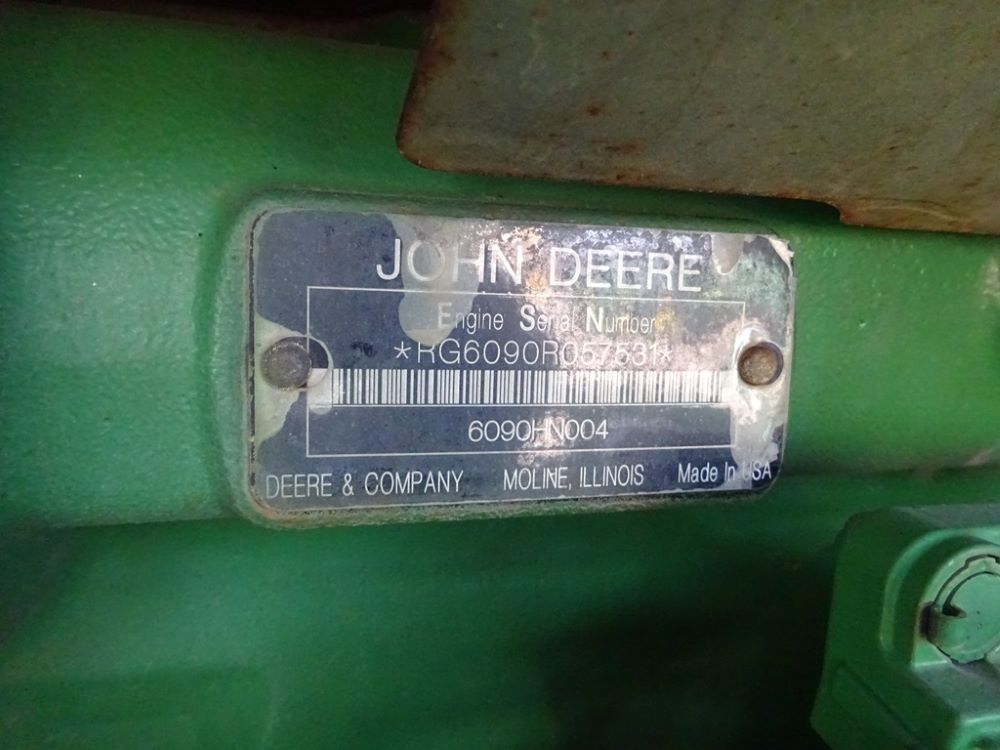 JOHN DEERE
Engine Serial Number
*RG6090R057531*
6090HN004
DEERE & COMPANY MOLINE, ILLINOIS Made In USA